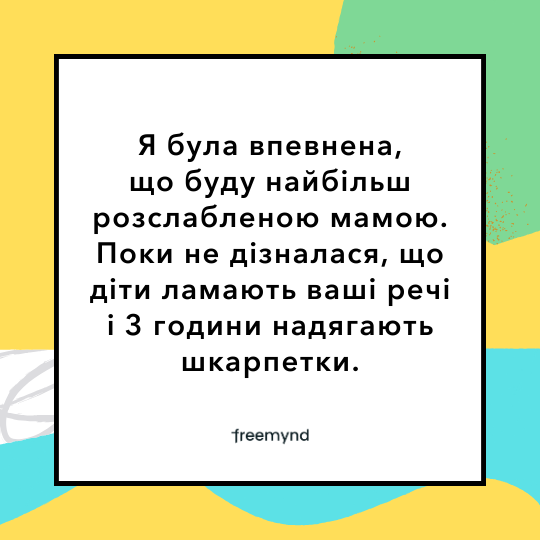 Я була впевнена,
що буду найбільш
розслабленою мамою.
Поки не дізналася, що
діти ламають ваші речі
і 3 години надягають
шкарпетки.
freemynd